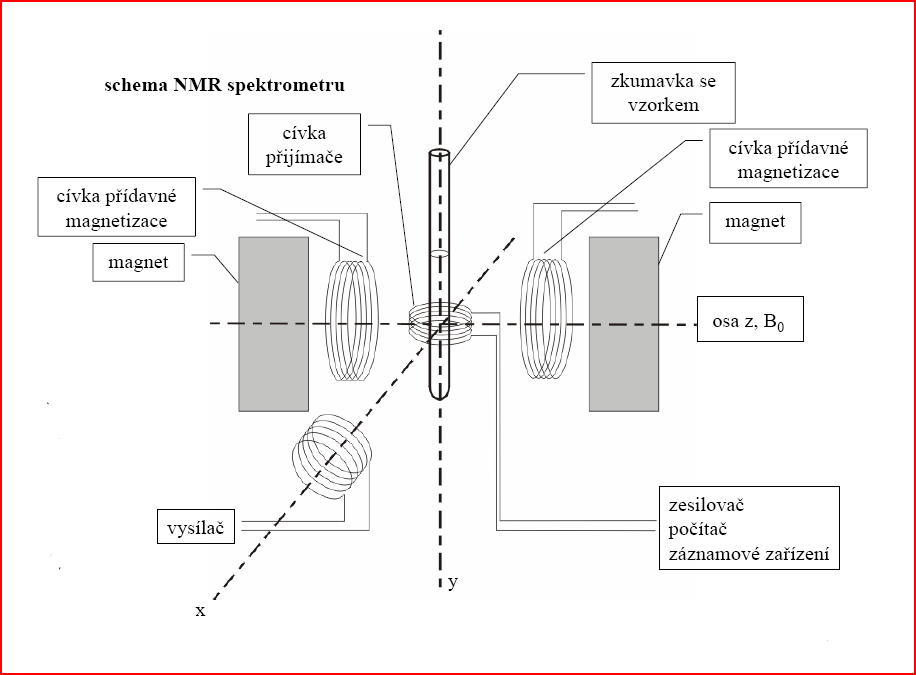 schema NMR spektrometru
zkumavka se
vzorkem
cívka
přijímače
cívka přídavné
magnetizace
cívka přídavné
magnetizace
magnet
magnet
osa z, B₀
vysílač
zesilovač
počítač
záznamové zařízení
y
x